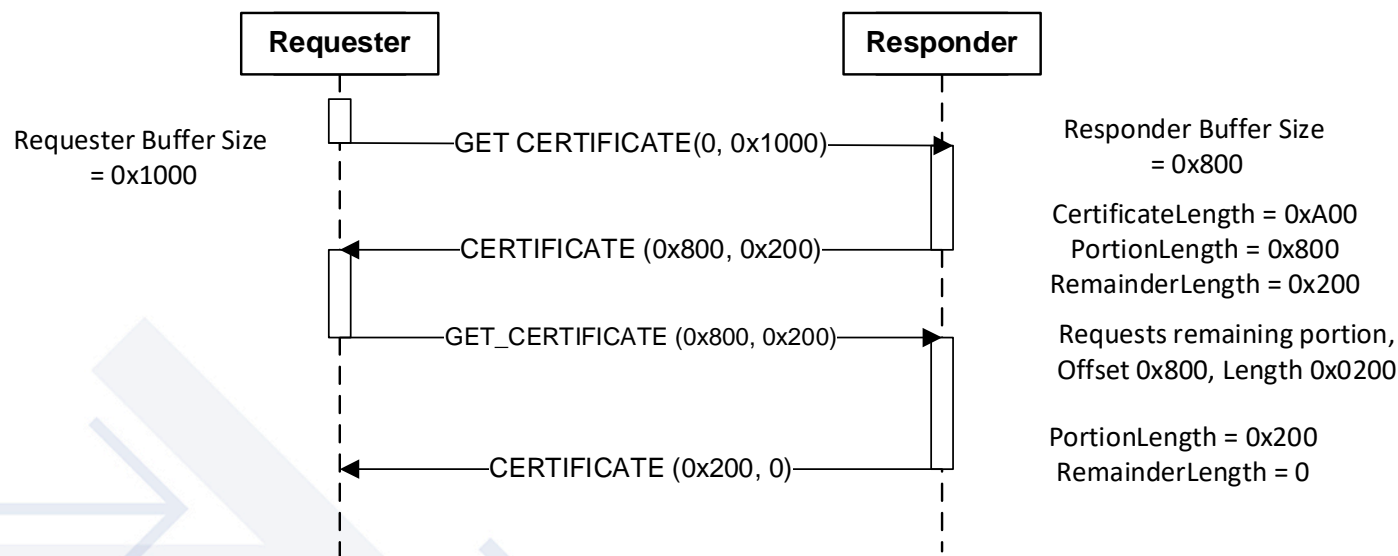 Requester
Responder
Requester Buffer Size
= 0x1000
GET CERTIFICATE(0, 0x1000)
Responder Buffer Size
= 0x800
CertificateLength = 0xA00
PortionLength = 0x800
RemainderLength = 0x200
CERTIFICATE (0x800, 0x200)
GET_CERTIFICATE (0x800, 0x200)
Requests remaining portion,
Offset 0x800, Length 0x0200
CERTIFICATE (0x200, 0)
PortionLength = 0x200
RemainderLength = 0